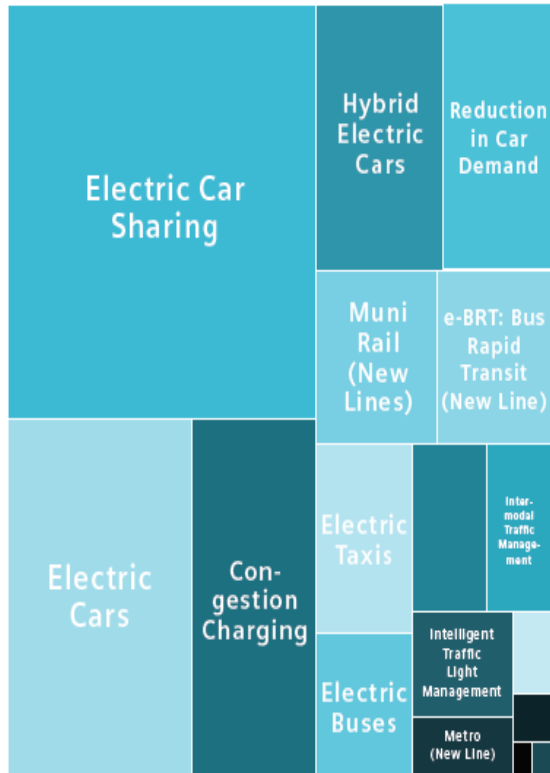 Electric Car
Sharing
Hybrid
Electric
Cars
Reduction
in Car
Demand
Muni
Rail
(New
Lines)
e-BRT: Bus
Rapid
Transit
(New Line)
Electric
Cars
Con-
gestion
Charging
Electric
Taxis
Inter-
modal
Traffic
Manage-
ment
Electric
Buses
Intelligent
Traffic
Light
Management
Metro
(New Line)